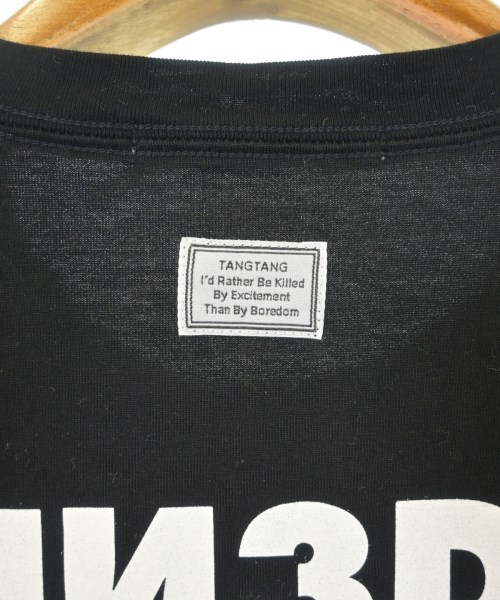 TANGTANG
I'd Rather Be Killed
By Excitement
Than By Boredom